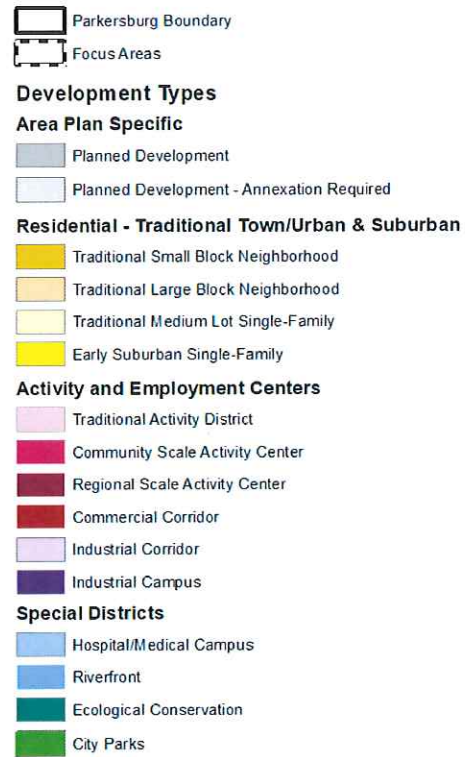 Parkersburg Boundary
Focus Areas
Development Types
Area Plan Specific
Planned Development
Planned Development - Annexation Required
Residential - Traditional Town/Urban & Suburban
Traditional Small Block Neighborhood
Traditional Large Block Neighborhood
Traditional Medium Lot Single-Family
Early Suburban Single-Family
Activity and Employment Centers
Traditional Activity District
Community Scale Activity Center
Regional Scale Activity Center
Commercial Corridor
Industrial Corridor
Industrial Campus
Special Districts
Hospital/Medical Campus
Riverfront
Ecological Conservation
City Parks